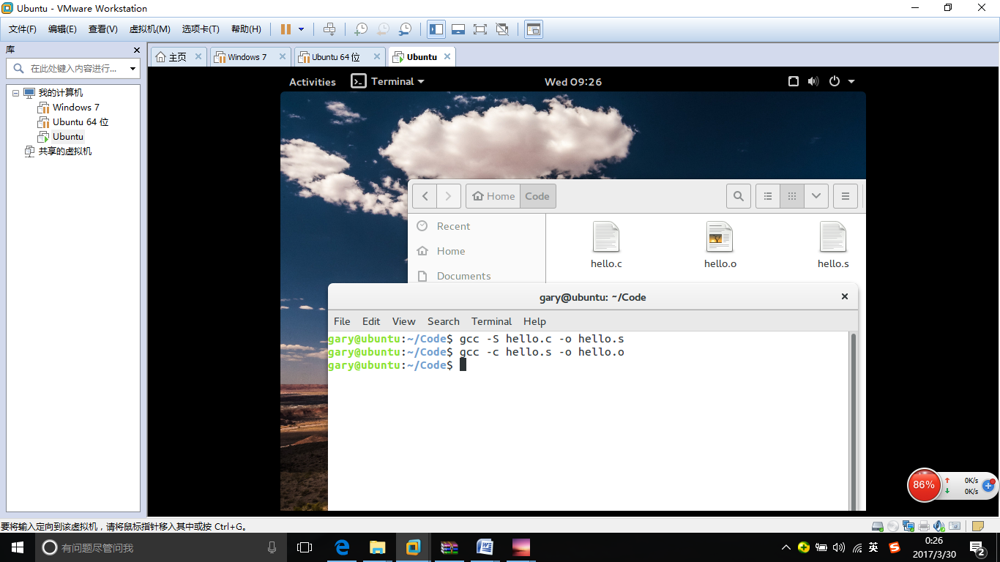 Ubuntu - VMware Workstation
文件(F) 编辑(E) 查看(V) 虚拟机(M) 选项卡(T) 帮助(H)
库
在此处键入内容进行...
我的计算机
Windows 7
Ubuntu 64 位
Ubuntu
共享的虚拟机
主页 Windows 7 Ubuntu 64 位 Ubuntu
Activities Terminal Wed 09:26
Home Code
Recent
Home
Documents
hello.c hello.o hello.s
gary@ubuntu: ~/Code
File Edit View Search Terminal Help
gary@ubuntu:~/Code$ gcc -S hello.c -o hello.s
gary@ubuntu:~/Code$ gcc -c hello.s -o hello.o
gary@ubuntu:~/Code$
86% 0K/s
0K/s
要将输入定向到该虚拟机，请将鼠标指针移入其中或按 Ctrl+G。
有问题尽管问我
英
0:26
2017/3/30
2